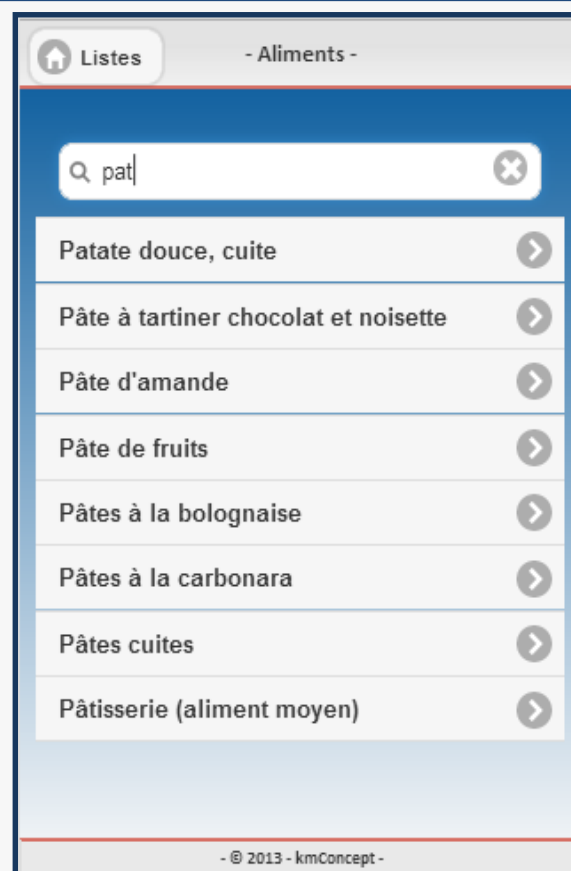 Listes
- Aliments -
pat
Patate douce, cuite
Pâte à tartiner chocolat et noisette
Pâte d'amande
Pâte de fruits
Pâtes à la bolognaise
Pâtes à la carbonara
Pâtes cuites
Pâtisserie (aliment moyen)
- © 2013 - kmConcept -